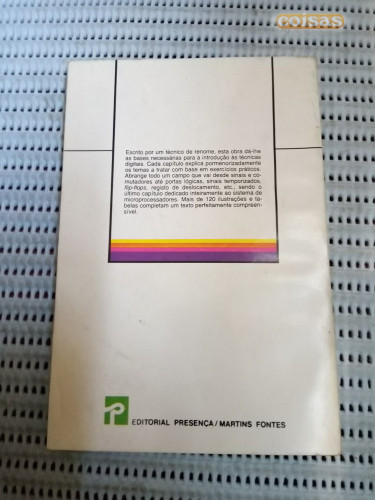 coisas
Escrito por um técnico de renome, esta obra dá-lhe
as bases necessárias para a introdução às técnicas
digitais. Cada capítulo explica pormenorizadamente
os temas a tratar com base em exercícios práticos.
Abrange todo um campo que vai desde sinais e co-
mutadores até portas lógicas, sinais temporizados,
flip-flops, registo de deslocamento, etc., sendo o
último capítulo dedicado inteiramente ao sistema de
microprocessadores. Mais de 120 ilustrações e ta-
belas completam um texto perfeitamente compreen-
sível.
EDITORIAL PRESENÇA/MARTINS FONTES